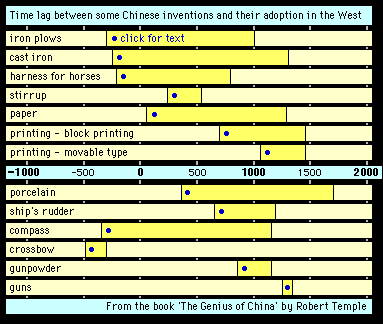 Time lag between some Chinese inventions and their adoption in the West
iron plows click for text
cast iron
harness for horses
stirrup
paper
printing - block printing
printing - movable type
-1000 -500 0 500 1000 1500 2000
porcelain
ship's rudder
compass
crossbow
gunpowder
guns
From the book 'The Genius of China' by Robert Temple